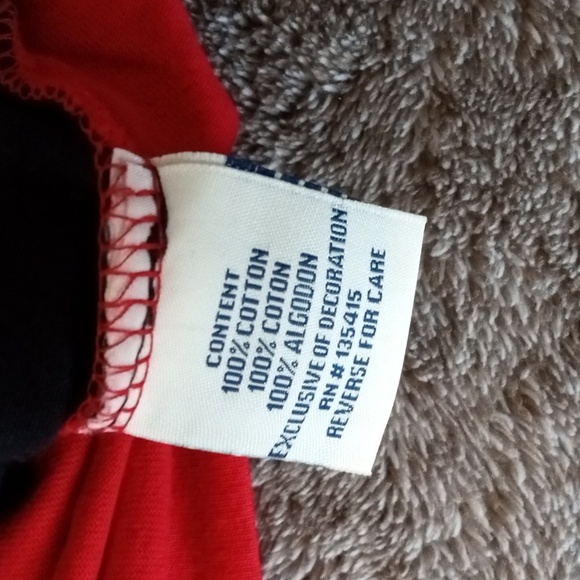 CONTENT
100% COTTON
100% COTON
100% ALGODON
EXCLUSIVE OF DECORATION
RN# 135415
REVERSE FOR CARE